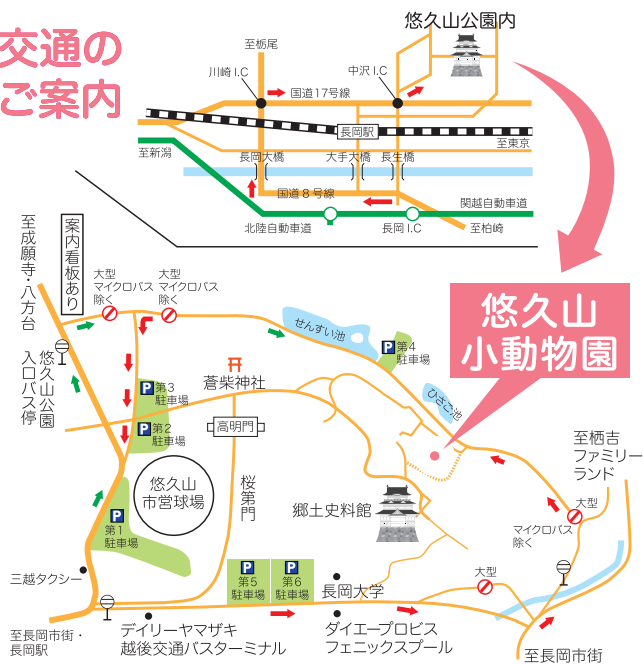 交通の
ご案内
悠久山公園内
至栃尾
川崎I.C
中沢I.C
国道17号線
長岡駅
至東京
至新潟
長岡大橋
大手大橋
長生橋
国道8号線
関越自動車道
北陸自動車道
長岡I.C
至柏崎
至成願寺・八方台
案内看板あり
大型
マイクロバス
除く
大型
マイクロバス
除く
せんすい池
悠久山
小動物園
P 第4
駐車場
悠久山公園
入口バス停
蒼柴神社
P 第3
駐車場
ひさご池
高明門
P 第2
駐車場
至栖吉
ファミリー
ランド
悠久山
市営球場
桜第門
郷土史料館
大型
マイクロバス
除く
P
第1
駐車場
三越タクシー
P
第5
駐車場
P
第6
駐車場
長岡大学
大型
至長岡市街・
長岡駅
デイリーヤマザキ
越後交通バスターミナル
ダイエープロビス
フェニックスプール
至長岡市街